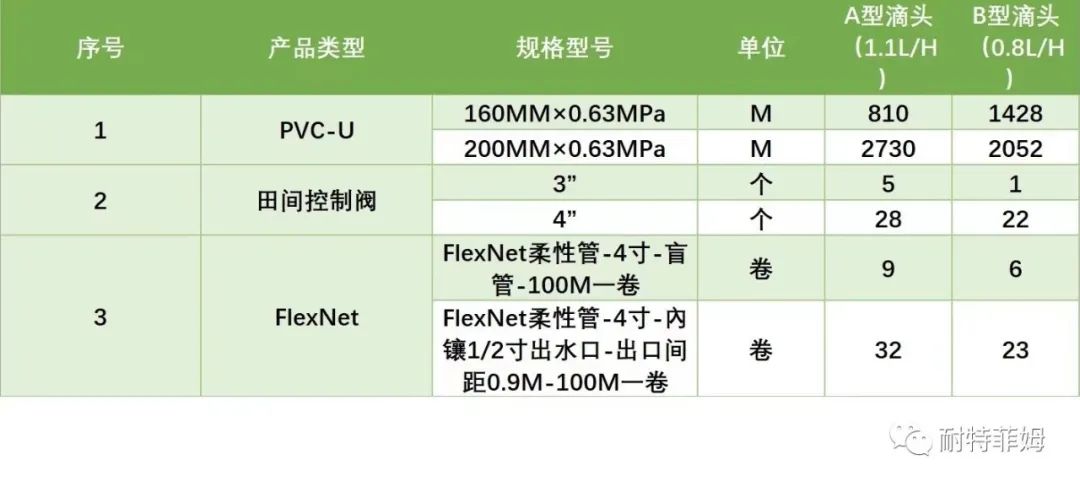 序号 产品类型 规格型号 单位 A型滴头 B型滴头
(1.1L/H (0.8L/H
) )
1 PVC-U 160MM×0.63MPa M 810 1428
200MM×0.63MPa M 2730 2052
2 田间控制阀 3” 个 5 1
4” 个 28 22
3 FlexNet FlexNet柔性管-4寸-盲 卷 9 6
管-100M一卷
FlexNet柔性管-4寸-内
镶1/2寸出水口-出口间 卷 32 23
距0.9M-100M一卷
耐特菲姆